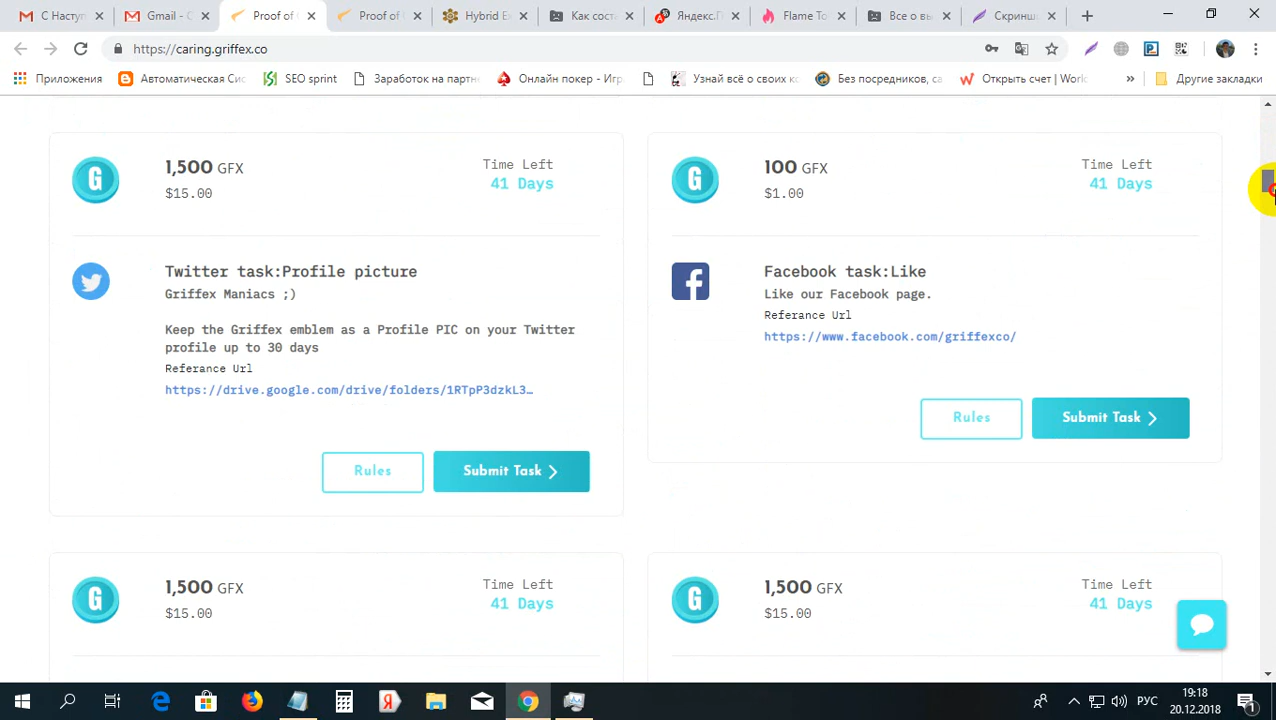 С Наступ
Gmail - С
Proof of
Proof of
Hybrid E
Как соста
Яндекс.П
Flame To
Все о вы
Скринш
https://caring.griffex.co
Приложения
Автоматическая Сис
SEO sprint
Заработок на партн
Онлайн покер - Игр
Узнай всё о своих к
Без посредников, са
Открыть счет | World
»
Другие закладки
1,500 GFX
$15.00
Time Left
41 Days
Twitter task:Profile picture
Griffex Maniacs ;)
Keep the Griffex emblem as a Profile PIC on your Twitter
profile up to 30 days
Referance Url
https://drive.google.com/drive/folders/1RTpP3dzkL3…
Rules
Submit Task
100 GFX
$1.00
Time Left
41 Days
Facebook task:Like
Like our Facebook page.
Referance Url
https://www.facebook.com/griffexco/
Rules
Submit Task
1,500 GFX
$15.00
Time Left
41 Days
1,500 GFX
$15.00
Time Left
41 Days
РУС
19:18
20.12.2018
1